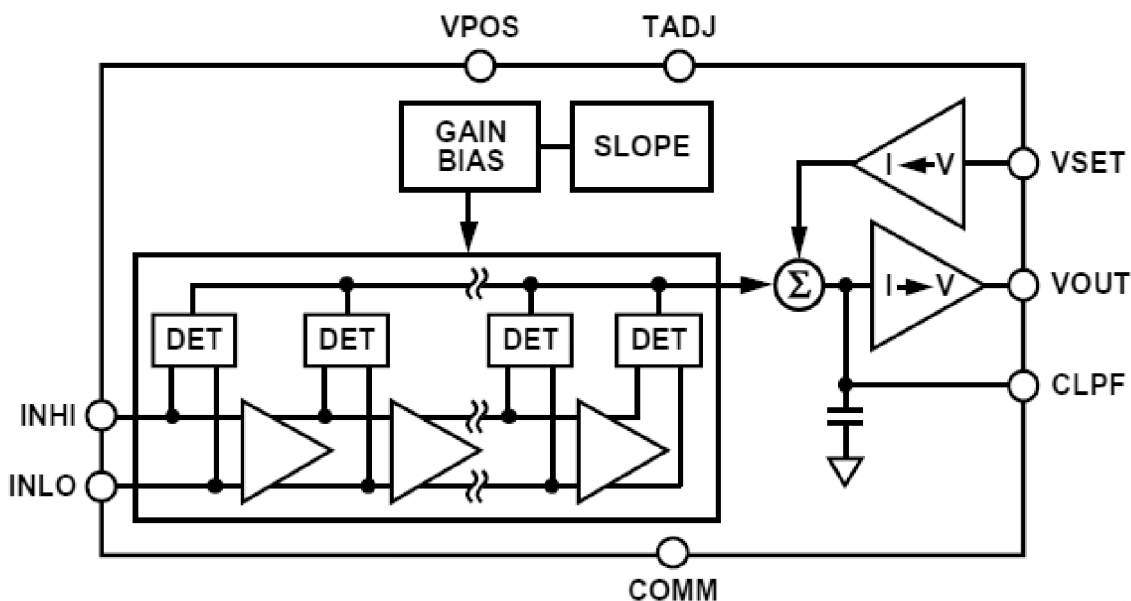 VPOS
TADJ
GAIN
BIAS
SLOPE
I V
VSET
Σ
I V
VOUT
DET
DET
DET
DET
CLPF
INHI
INLO
COMM